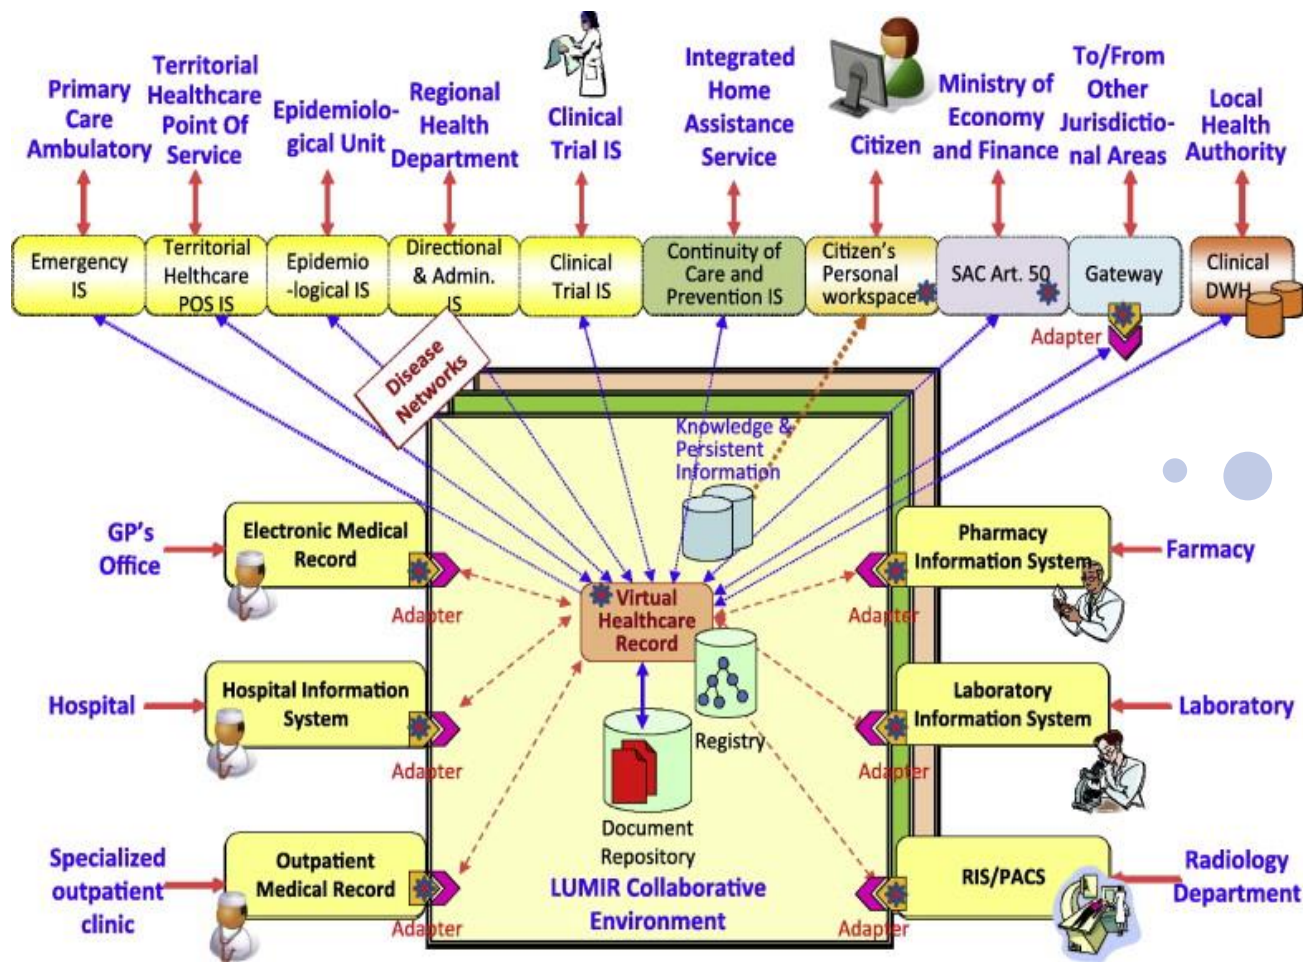 Primary
Care
Ambulatory
Territorial
Healthcare
Point Of
Service
Epidemiolo-
gical Unit
Regional
Health
Department
Clinical
Trial IS
Integrated
Home
Assistance
Service
Citizen
Ministry of
Economy
and Finance
To/From
Other
Jurisdictio-
nal Areas
Local
Health
Authority
Emergency
IS
Territorial
Helthcare
POS IS
Epidemio
-logical IS
Directional
& Admin.
IS
Clinical
Trial IS
Continuity of
Care and
Prevention IS
Citizen's
Personal
workspace
SAC Art. 50
Gateway
Clinical
DWH
Adapter
Disease
Networks
Knowledge &
Persistent
Information
GP's
Office
Electronic Medical
Record
Adapter
Pharmacy
Information System
Farmacy
Adapter
Virtual
Healthcare
Record
Hospital
Hospital Information
System
Adapter
Registry
Laboratory
Information System
Laboratory
Adapter
Document
Repository
Specialized
outpatient
clinic
Outpatient
Medical Record
Adapter
LUMIR Collaborative
Environment
RIS/PACS
Radiology
Department
Adapter